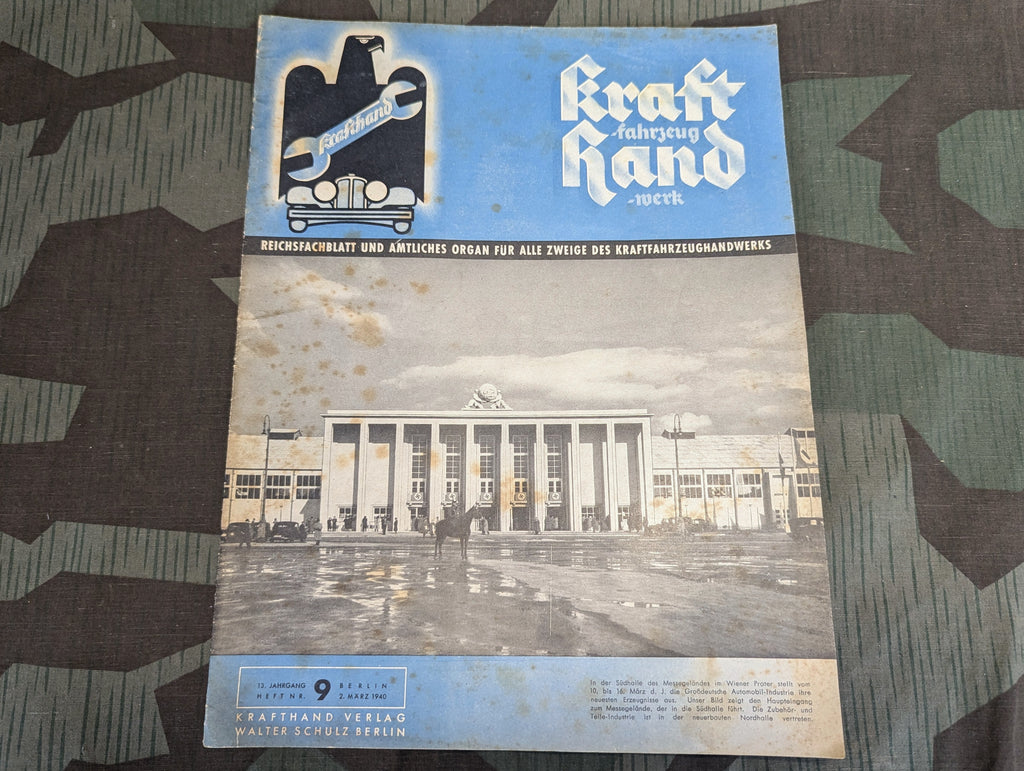 krafthand
Kraft
-fahrzeug
Hand
-werk
REICHSFACHBLATT UND AMTLICHES ORGAN FÜR ALLE ZWEIGE DES KRAFTFAHRZEUGHANDWERKS
13. JAHRGANG 9 BERLIN
HEFT NR. 2. MÄRZ 1940
KRAFTHAND VERLAG
WALTER SCHULZ BERLIN
In der Südhalle des Messegeländes im Wiener Prater stellt vom
10. bis 16. März d. J. die Großdeutsche Automobil-Industrie ihre
neuesten Erzeugnisse aus. Unser Bild zeigt den Haupteingang
zum Messegelände, der in die Südhalle führt. Die Zubehör- und
Teile-Industrie ist in der neuerbauten Nordhalle vertreten.